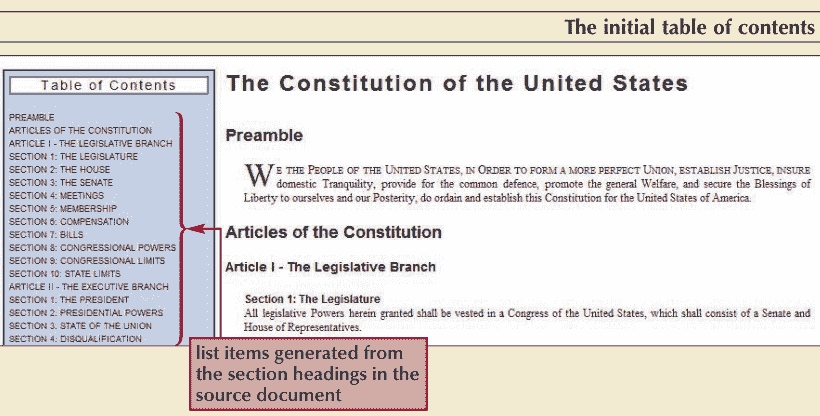 The initial table of contents
Table of Contents
PREAMBLE
ARTICLES OF THE CONSTITUTION
ARTICLE I - THE LEGISLATIVE BRANCH
SECTION 1: THE LEGISLATURE
SECTION 2: THE HOUSE
SECTION 3: THE SENATE
SECTION 4: MEETINGS
SECTION 5: MEMBERSHIP
SECTION 6: COMPENSATION
SECTION 7: BILLS
SECTION 8: CONGRESSIONAL POWERS
SECTION 9: CONGRESSIONAL LIMITS
SECTION 10: STATE LIMITS
ARTICLE II - THE EXECUTIVE BRANCH
SECTION 1: THE PRESIDENT
SECTION 2: PRESIDENTIAL POWERS
SECTION 3: STATE OF THE UNION
SECTION 4: DISQUALIFICATION
The Constitution of the United States
Preamble
WE THE PEOPLE OF THE UNITED STATES, IN ORDER TO FORM A MORE PERFECT UNION, ESTABLISH JUSTICE, INSURE
domestic Tranquility, provide for the common defence, promote the general Welfare, and secure the Blessings of
Liberty to ourselves and our Posterity, do ordain and establish this Constitution for the United States of America.
Articles of the Constitution
Article I - The Legislative Branch
Section 1: The Legislature
All legislative Powers herein granted shall be vested in a Congress of the United States, which shall consist of a Senate and
House of Representatives.
list items generated from
the section headings in the
source document